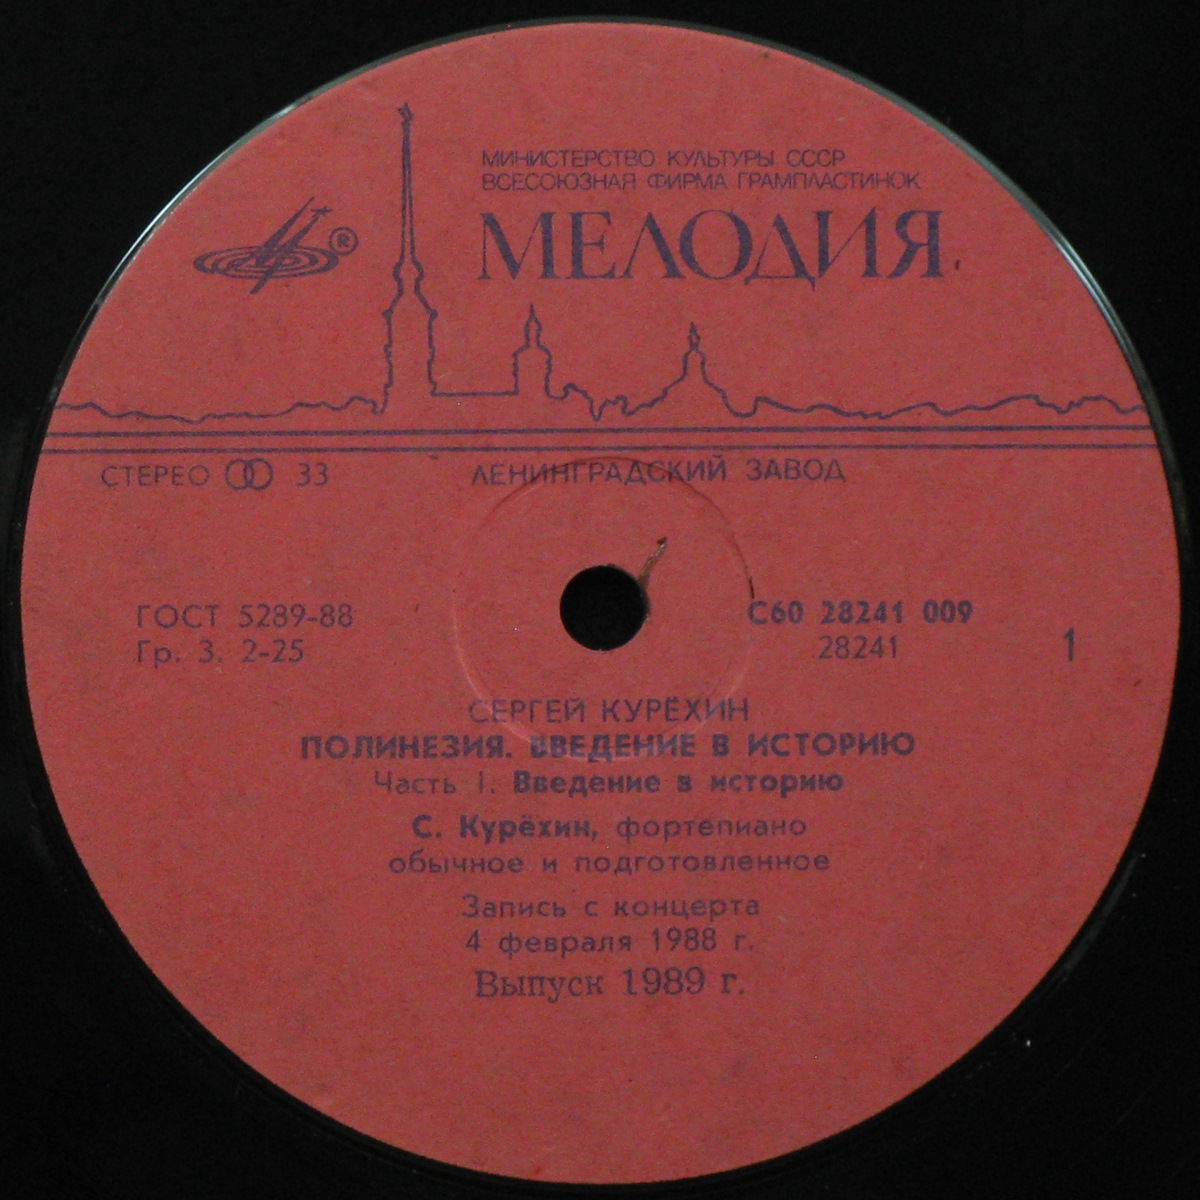 МИНИСТЕРСТВО КУЛЬТУРЫ СССР
ВСЕСОЮЗНАЯ ФИРМА ГРАМПЛАСТИНОК
МЕЛОДИЯ
®
СТЕРЕО 33 ЛЕНИНГРАДСКИЙ ЗАВОД
ГОСТ 5289-88 С60 28241 009
Гр. 3. 2-25 28241 1
СЕРГЕЙ КУРЁХИН
ПОЛИНЕЗИЯ. ВВЕДЕНИЕ В ИСТОРИЮ
Часть I. Введение в историю
С. Курёхин, фортепиано
обычное и подготовленное
Запись с концерта
4 февраля 1988 г.
Выпуск 1989 г.